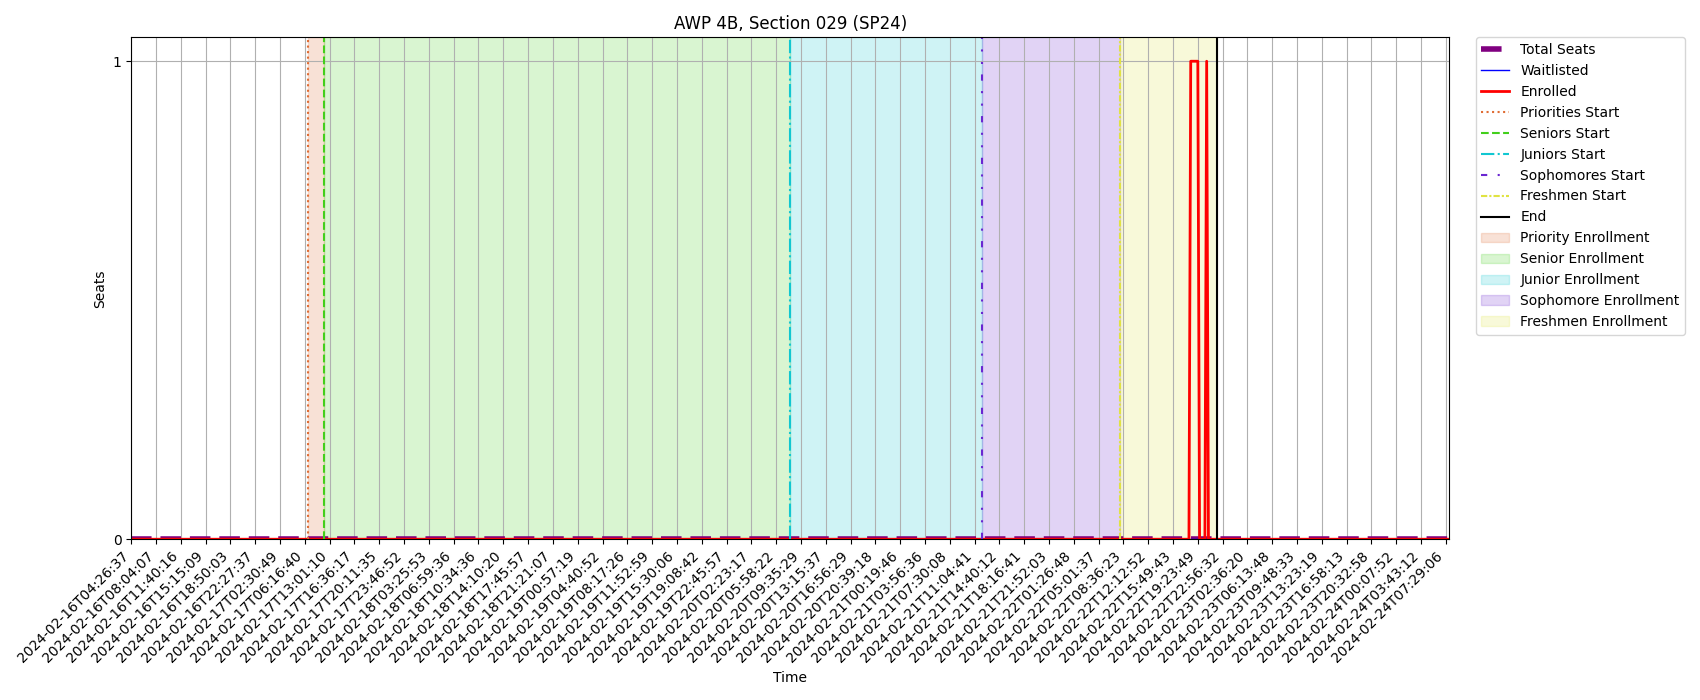 AWP 4B, Section 029 (SP24)
1
0
Seats
Time
2024-02-16T04:26:37
2024-02-16T08:04:07
2024-02-16T11:40:16
2024-02-16T15:15:09
2024-02-16T18:50:03
2024-02-16T22:27:37
2024-02-17T02:30:49
2024-02-17T06:16:40
2024-02-17T13:01:10
2024-02-17T16:36:17
2024-02-17T20:11:35
2024-02-17T23:46:52
2024-02-18T03:25:53
2024-02-18T06:59:36
2024-02-18T10:34:36
2024-02-18T14:10:20
2024-02-18T17:45:57
2024-02-18T21:21:07
2024-02-19T00:57:19
2024-02-19T04:40:52
2024-02-19T08:17:26
2024-02-19T11:52:59
2024-02-19T15:30:06
2024-02-19T19:08:42
2024-02-19T22:45:57
2024-02-20T02:23:17
2024-02-20T05:58:22
2024-02-20T09:35:29
2024-02-20T13:15:37
2024-02-20T16:56:29
2024-02-20T20:39:18
2024-02-21T00:19:46
2024-02-21T03:56:36
2024-02-21T07:30:08
2024-02-21T11:04:41
2024-02-21T14:40:12
2024-02-21T18:16:41
2024-02-21T21:52:03
2024-02-22T01:26:48
2024-02-22T05:01:37
2024-02-22T08:36:23
2024-02-22T12:12:52
2024-02-22T15:49:43
2024-02-22T19:23:49
2024-02-22T22:56:32
2024-02-23T02:36:20
2024-02-23T06:13:48
2024-02-23T09:48:33
2024-02-23T13:23:19
2024-02-23T16:58:13
2024-02-23T20:32:58
2024-02-24T00:07:52
2024-02-24T03:43:12
2024-02-24T07:29:06
Total Seats
Waitlisted
Enrolled
Priorities Start
Seniors Start
Juniors Start
Sophomores Start
Freshmen Start
End
Priority Enrollment
Senior Enrollment
Junior Enrollment
Sophomore Enrollment
Freshmen Enrollment